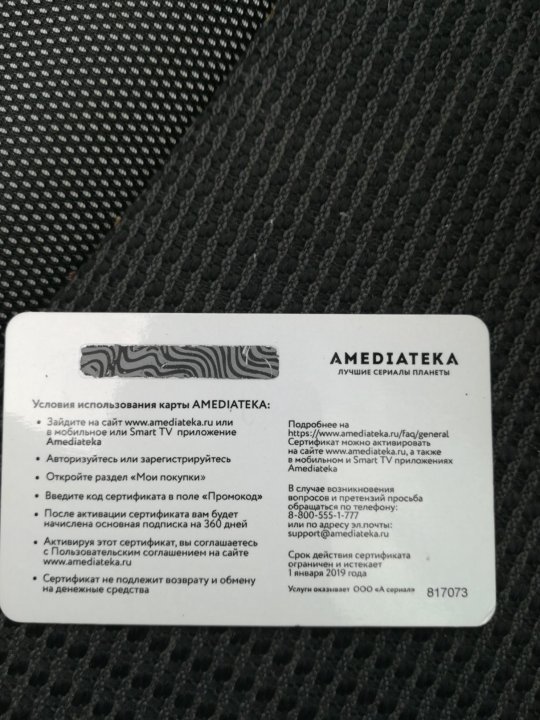 AMEDIATEKA
ЛУЧШИЕ СЕРИАЛЫ ПЛАНЕТЫ
Условия использования карты AMEDIATEKA:
• Зайдите на сайт www.amediateka.ru или
в мобильное или Smart TV приложение
Amediateka
• Авторизуйтесь или зарегистрируйтесь
• Откройте раздел «Мои покупки»
• Введите код сертификата в поле «Промокод»
• После активации сертификата вам будет
начислена основная подписка на 360 дней
• Активируя этот сертификат, вы соглашаетесь
с Пользовательским соглашением на сайте
www.amediateka.ru
• Сертификат не подлежит возврату и обмену
на денежные средства
Подробнее на
https://www.amediateka.ru/faq/general
Сертификат можно активировать
на сайте www.amediateka.ru, а также
в мобильном и Smart TV приложениях
Amediateka
В случае возникновения
вопросов и претензий просьба
обращаться по телефону:
8-800-555-1-777
или по адресу эл.почты:
support@amediateka.ru
Срок действия сертификата
ограничен и истекает
1 января 2019 года
Услуги оказывает ООО «А сериал» 817073